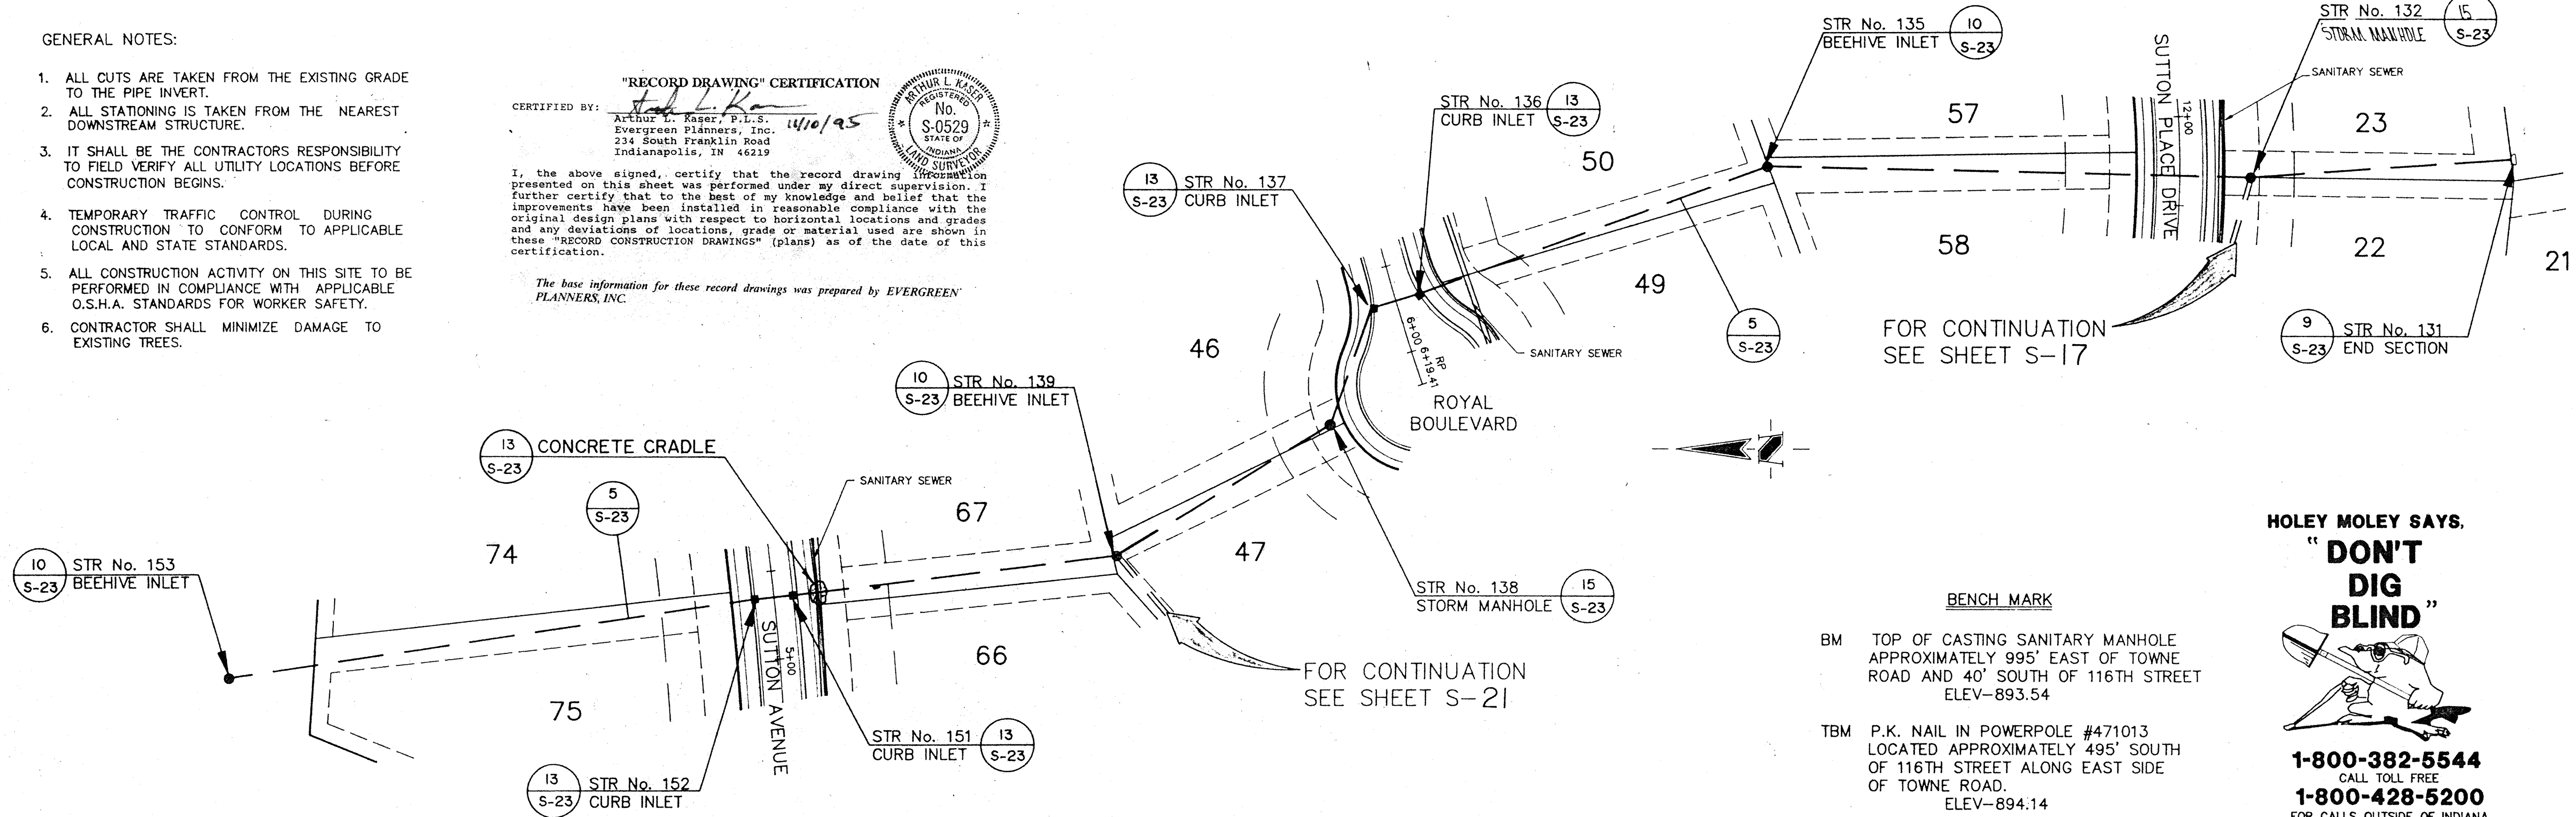 GENERAL NOTES:
1. ALL CUTS ARE TAKEN FROM THE EXISTING GRADE
TO THE PIPE INVERT.
2. ALL STATIONING IS TAKEN FROM THE NEAREST
DOWNSTREAM STRUCTURE.
3. IT SHALL BE THE CONTRACTORS RESPONSIBILITY
TO FIELD VERIFY ALL UTILITY LOCATIONS BEFORE
CONSTRUCTION BEGINS.
4. TEMPORARY TRAFFIC CONTROL DURING
CONSTRUCTION TO CONFORM TO APPLICABLE
LOCAL AND STATE STANDARDS.
5. ALL CONSTRUCTION ACTIVITY ON THIS SITE TO BE
PERFORMED IN COMPLIANCE WITH APPLICABLE
O.S.H.A. STANDARDS FOR WORKER SAFETY.
6. CONTRACTOR SHALL MINIMIZE DAMAGE TO
EXISTING TREES.
"RECORD DRAWING" CERTIFICATION
CERTIFIED BY:
Arthur L. Kaser, P.L.S.
Evergreen Planners, Inc.
234 South Franklin Road
Indianapolis, IN 46219
11/10/95
ARTHUR L. KASER
REGISTERED
No.
S-0529
STATE OF
INDIANA
LAND SURVEYOR
I, the above signed, certify that the record drawing information
presented on this sheet was performed under my direct supervision. I
further certify that to the best of my knowledge and belief that the
improvements have been installed in reasonable compliance with the
original design plans with respect to horizontal locations and grades
and any deviations of locations, grade or material used are shown in
these "RECORD CONSTRUCTION DRAWINGS" (plans) as of the date of this
certification.
The base information for these record drawings was prepared by EVERGREEN
PLANNERS, INC.
10
S-23
STR No. 153
BEEHIVE INLET
74
5
S-23
75
13
S-23
CONCRETE CRADLE
SANITARY SEWER
SUTTON AVENUE
5+00
13
S-23
STR No. 152
CURB INLET
STR No. 151
CURB INLET
13
S-23
67
66
10
S-23
STR No. 139
BEEHIVE INLET
47
46
FOR CONTINUATION
SEE SHEET S-21
STR No. 138
STORM MANHOLE
15
S-23
13
S-23
STR No. 137
CURB INLET
STR No. 136
CURB INLET
13
S-23
6+00
RP
6+19.41
ROYAL
BOULEVARD
SANITARY SEWER
50
49
5
S-23
STR No. 135
BEEHIVE INLET
10
S-23
57
58
SUTTON PLACE DRIVE
12+00
STR No. 132
STORM MANHOLE
15
S-23
SANITARY SEWER
23
22
21
FOR CONTINUATION
SEE SHEET S-17
9
S-23
STR No. 131
END SECTION
BENCH MARK
BM TOP OF CASTING SANITARY MANHOLE
APPROXIMATELY 995' EAST OF TOWNE
ROAD AND 40' SOUTH OF 116TH STREET
ELEV-893.54
TBM P.K. NAIL IN POWERPOLE #471013
LOCATED APPROXIMATELY 495' SOUTH
OF 116TH STREET ALONG EAST SIDE
OF TOWNE ROAD.
ELEV-894.14
HOLEY MOLEY SAYS,
"DON'T
DIG
BLIND"
1-800-382-5544
CALL TOLL FREE
1-800-428-5200
FOR CALLS OUTSIDE OF INDIANA